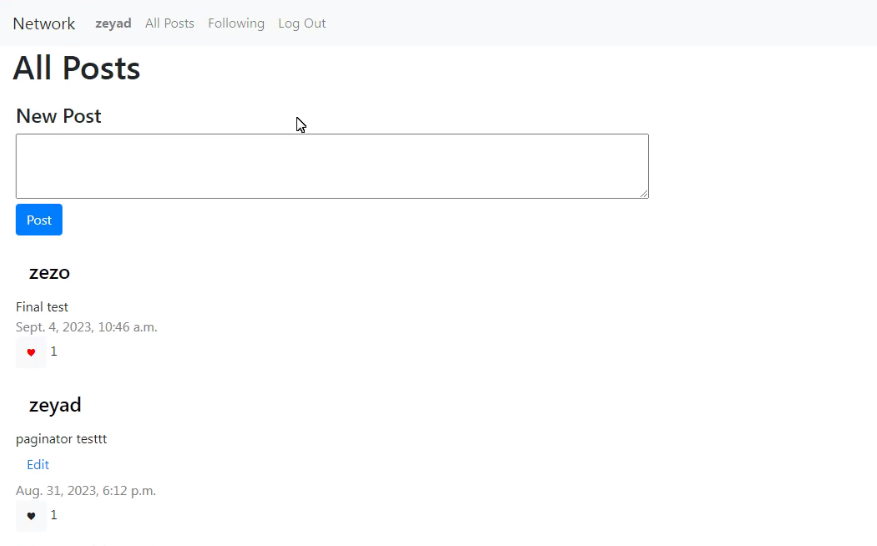 Network zeyad All Posts Following Log Out
All Posts
New Post
Post
zezo
Final test
Sept. 4, 2023, 10:46 a.m.
1
zeyad
paginator testtt
Edit
Aug. 31, 2023, 6:12 p.m.
1